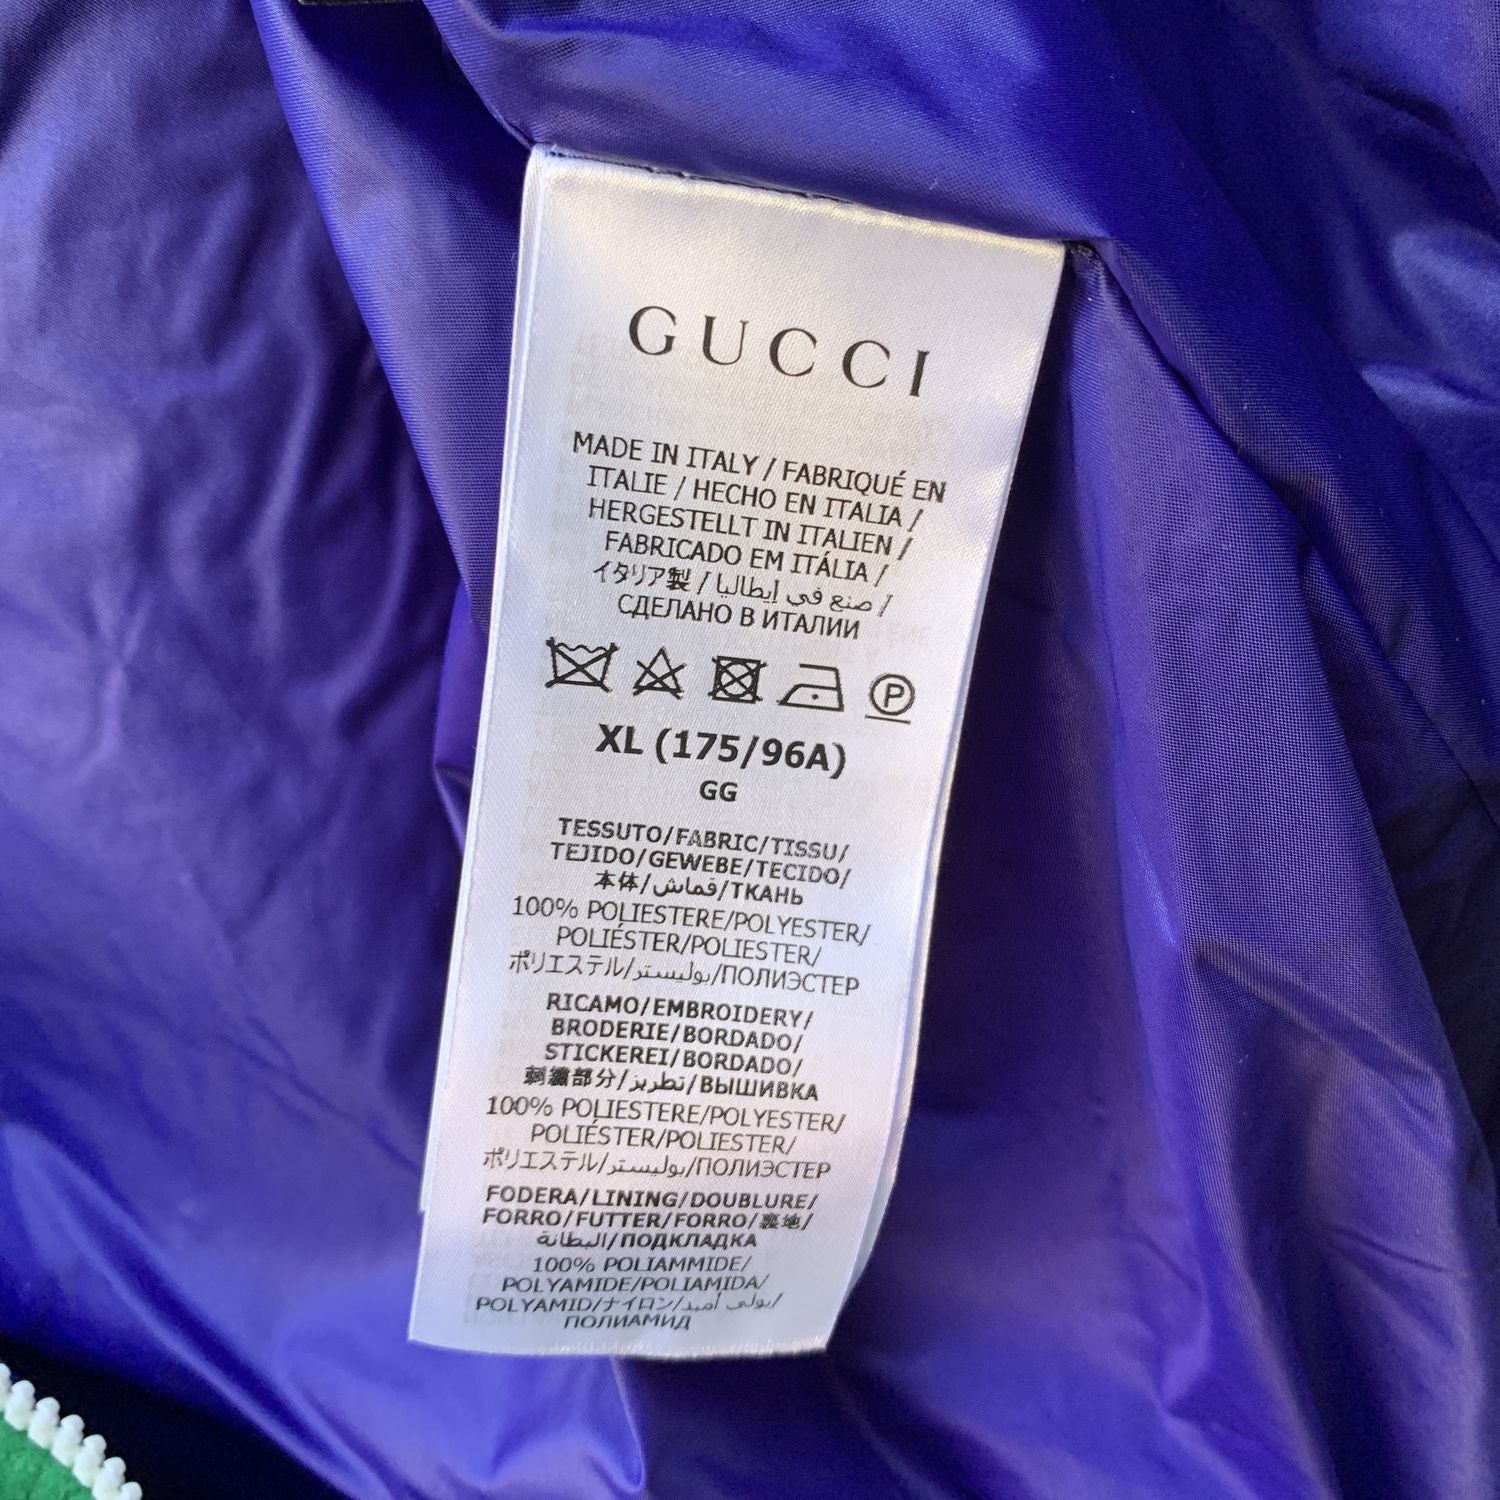 GUCCI
MADE IN ITALY / FABRIQUÉ EN
ITALIE / HECHO EN ITALIA /
HERGESTELLT IN ITALIEN /
FABRICADO EM ITÁLIA /
イタリア製 / صنع في إيطاليا /
СДЕЛАНО В ИТАЛИИ
P
XL (175/96A)
GG
TESSUTO/FABRIC/TISSU/
TEJIDO/GEWEBE/TECIDO/
本体/قماش/ТКАНЬ
100% POLIESTERE/POLYESTER/
POLIÉSTER/POLIESTER/
ポリエステル/بوليستر/ПОЛИЭСТЕР
RICAMO/EMBROIDERY/
BRODERIE/BORDADO/
STICKEREI/BORDADO/
刺繍部分/تطريز/ВЫШИВКА
100% POLIESTERE/POLYESTER/
POLIÉSTER/POLIESTER/
ポリエステル/بوليستر/ПОЛИЭСТЕР
FODERA/LINING/DOUBLURE/
FORRO/FUTTER/FORRO/裏地/
البطانة/ПОДКЛАДКА
100% POLIAMMIDE/
POLYAMIDE/POLIAMIDA/
POLYAMID/ナイロン/بولي أميد/
ПОЛИАМИД